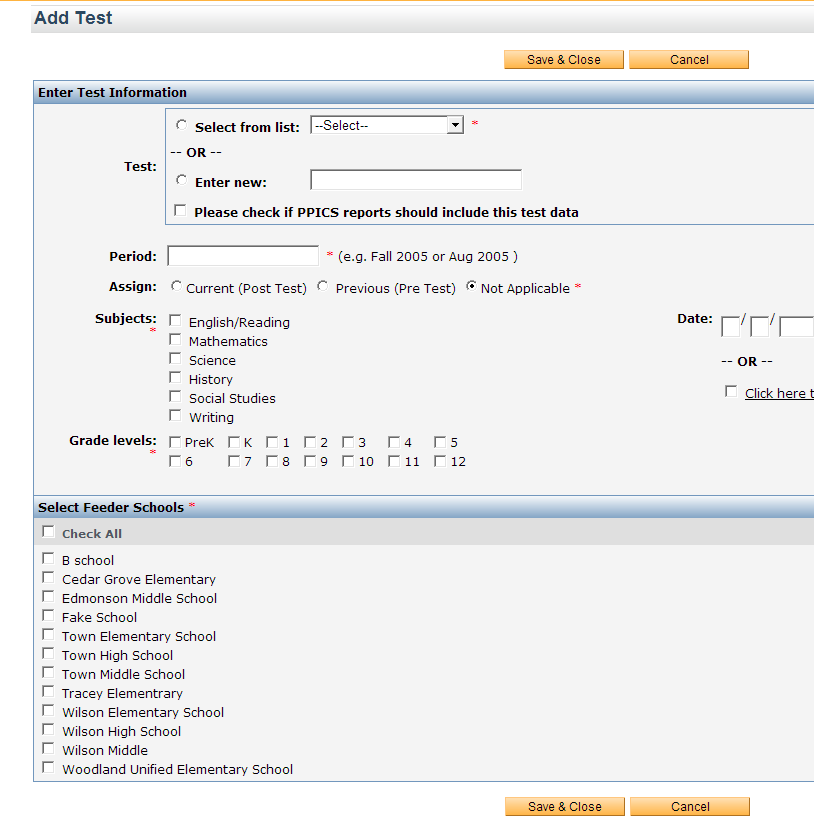 Add Test
Save & Close Cancel
Enter Test Information
Select from list: --Select-- *
-- OR --
Test:
Enter new:
Please check if PPICS reports should include this test data
Period: * (e.g. Fall 2005 or Aug 2005 )
Assign: Current (Post Test) Previous (Pre Test) Not Applicable *
Subjects: * English/Reading Date: / /
Mathematics
Science -- OR --
History
Social Studies Click here t
Writing
Grade levels: * PreK K 1 2 3 4 5
6 7 8 9 10 11 12
Select Feeder Schools *
Check All
B school
Cedar Grove Elementary
Edmonson Middle School
Fake School
Town Elementary School
Town High School
Town Middle School
Tracey Elementrary
Wilson Elementary School
Wilson High School
Wilson Middle
Woodland Unified Elementary School
Save & Close Cancel